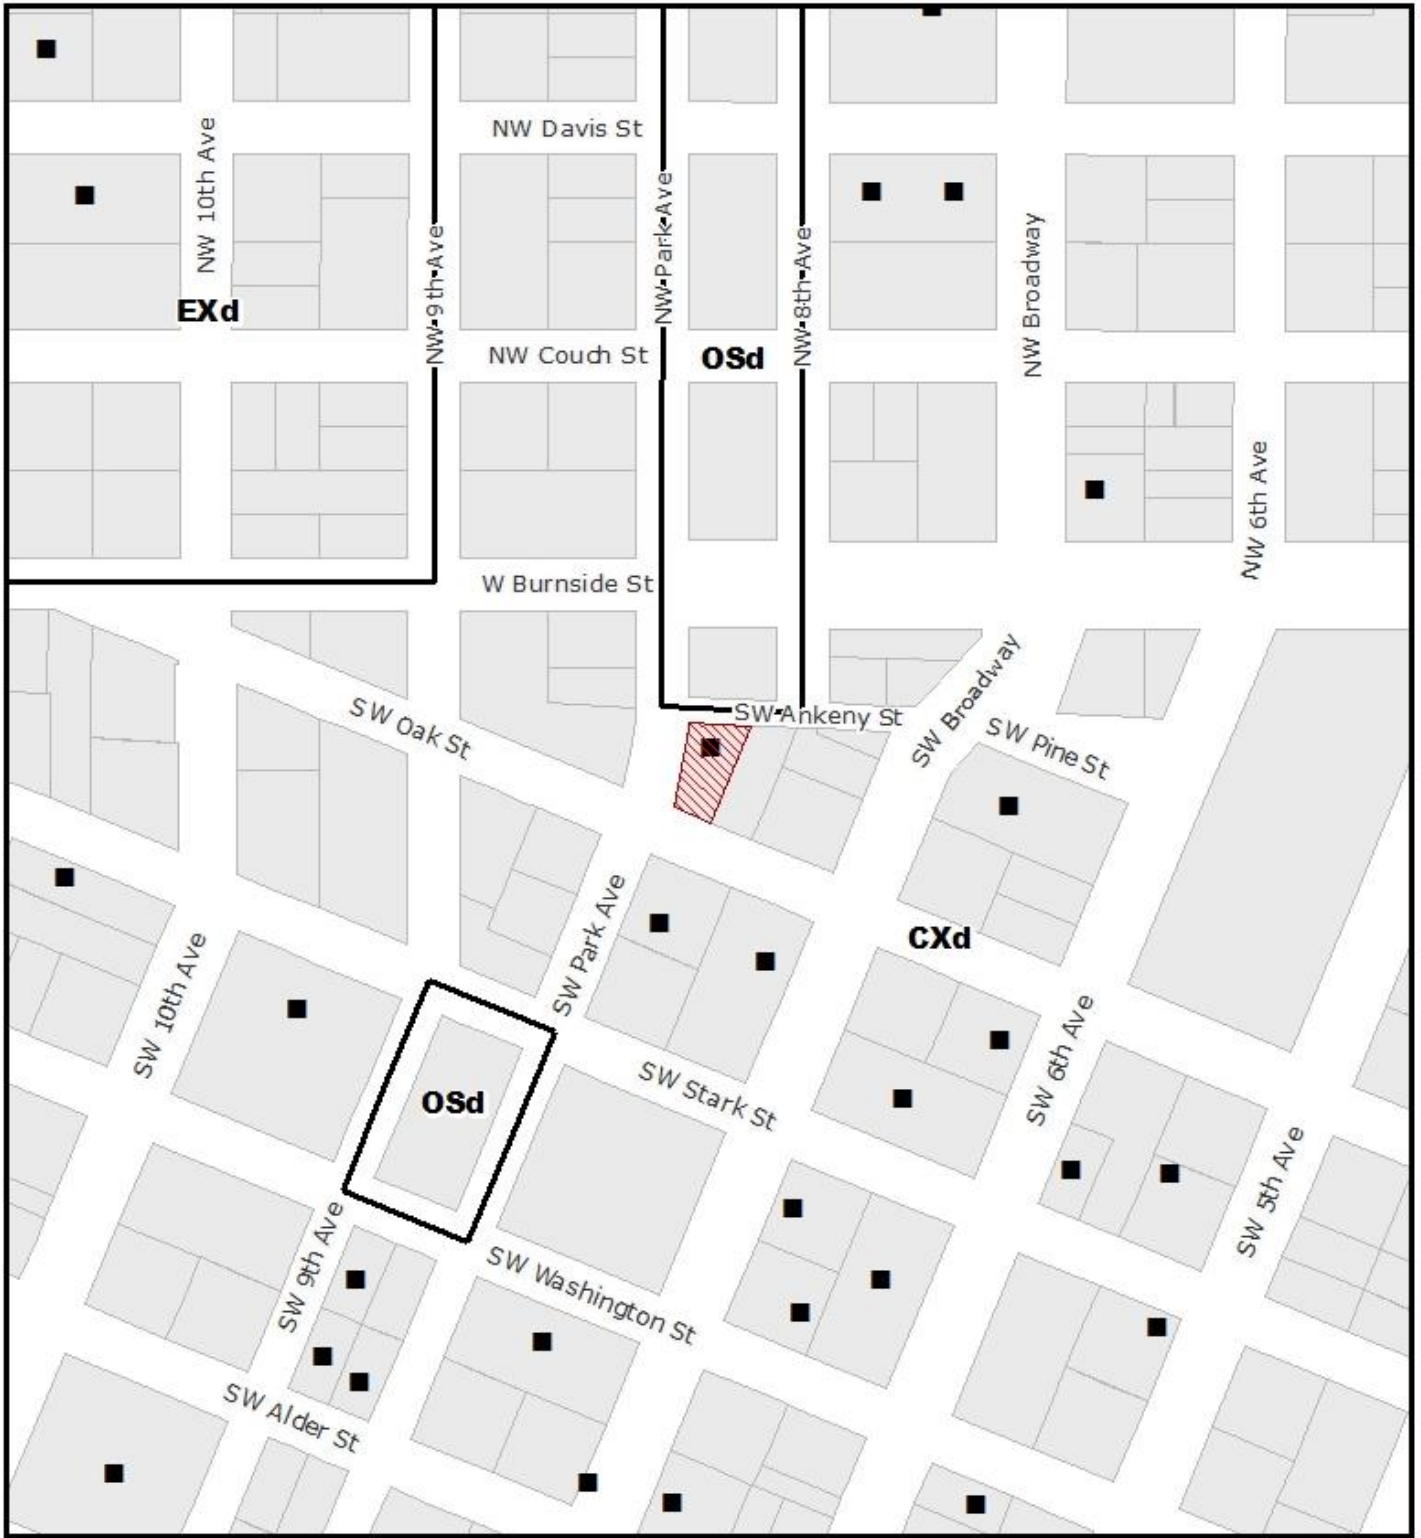 NW Davis St
NW 10th Ave
NW Park Ave
NW 9th Ave
NW 8th Ave
NW Broadway
EXd
NW Couch St
OSd
NW 6th Ave
W Burnside St
SW Oak St
SW Ankeny St
SW Broadway
SW Pine St
SW Park Ave
CXd
SW 10th Ave
SW 6th Ave
OSd
SW Stark St
SW 5th Ave
SW 9th Ave
SW Washington St
SW Alder St